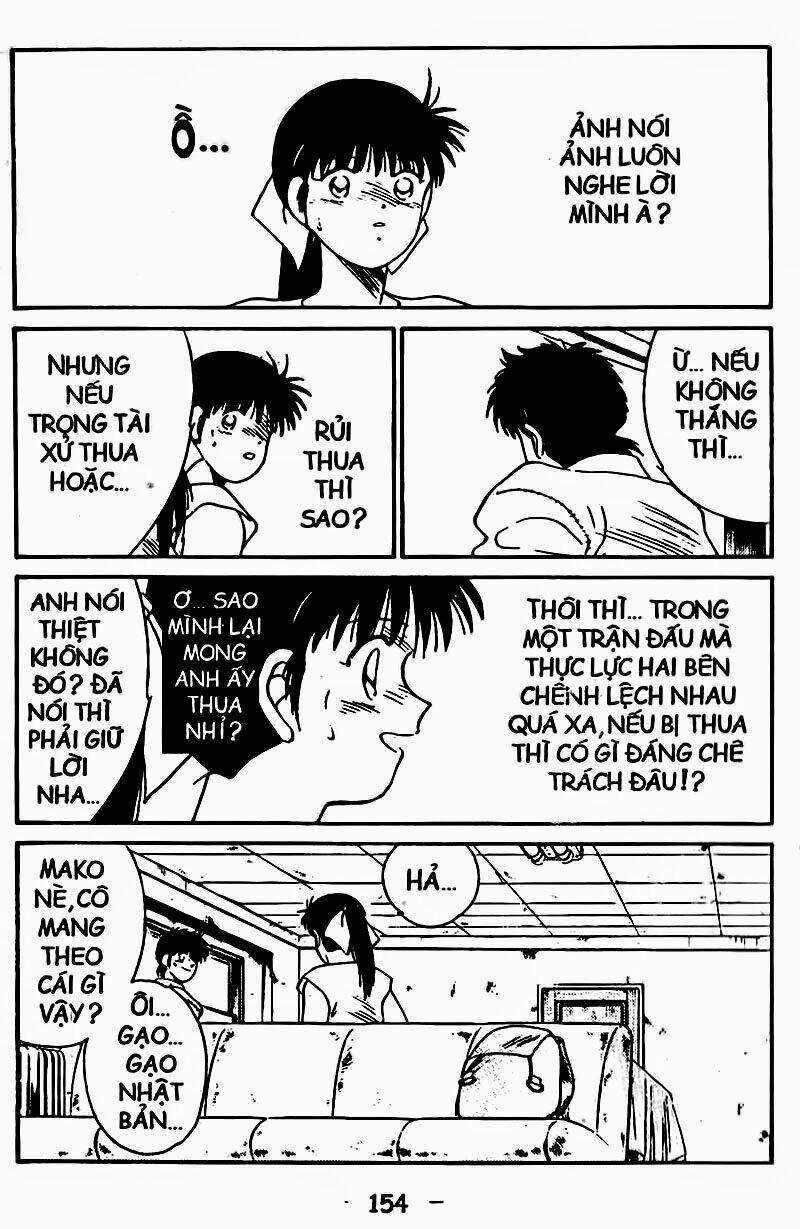 ẢNH NÓI
ẢNH LUÔN
NGHE LỜI
MÌNH À?
Ồ...
Ừ... NẾU
KHÔNG
THẮNG
THÌ...
RỦI
THUA
THÌ
SAO?
NHƯNG
NẾU
TRỌNG TÀI
XỬ THUA
HOẶC...
THÔI THÌ... TRONG
MỘT TRẬN ĐẤU MÀ
THỰC LỰC HAI BÊN
CHÊNH LỆCH NHAU
QUÁ XA, NẾU BỊ THUA
THÌ CÓ GÌ ĐÁNG CHÊ
TRÁCH ĐÂU!?
Ơ... SAO
MÌNH LẠI
MONG
ANH ẤY
THUA
NHỈ?
ANH NÓI
THIỆT
KHÔNG
ĐÓ? ĐÃ
NÓI THÌ
PHẢI GIỮ
LỜI
NHA...
HẢ...
MAKO
NÈ, CÔ
MANG
THEO
CÁI GÌ
VẬY?
ÔI...
GẠO...
GẠO
NHẬT
BẢN...
- 154 -